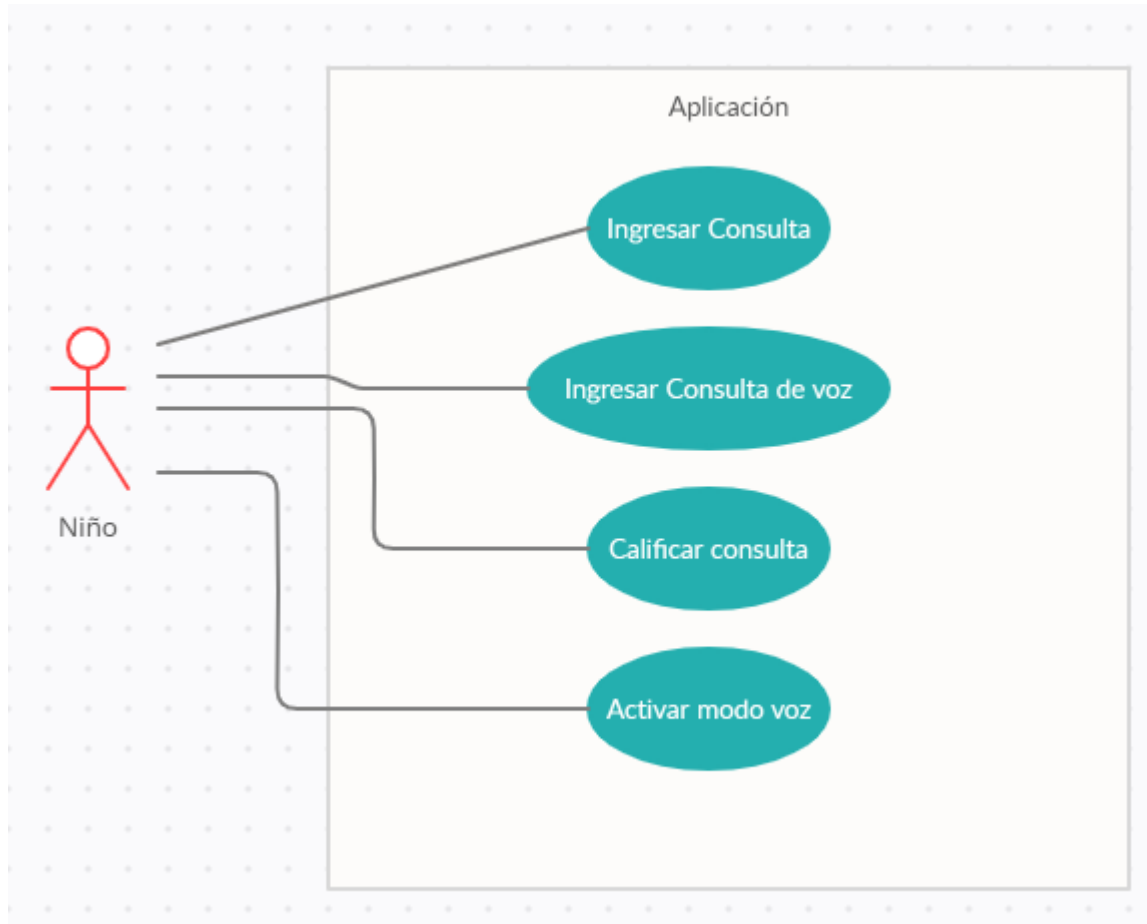 Aplicación
Ingresar Consulta
Ingresar Consulta de voz
Niño
Calificar consulta
Activar modo voz